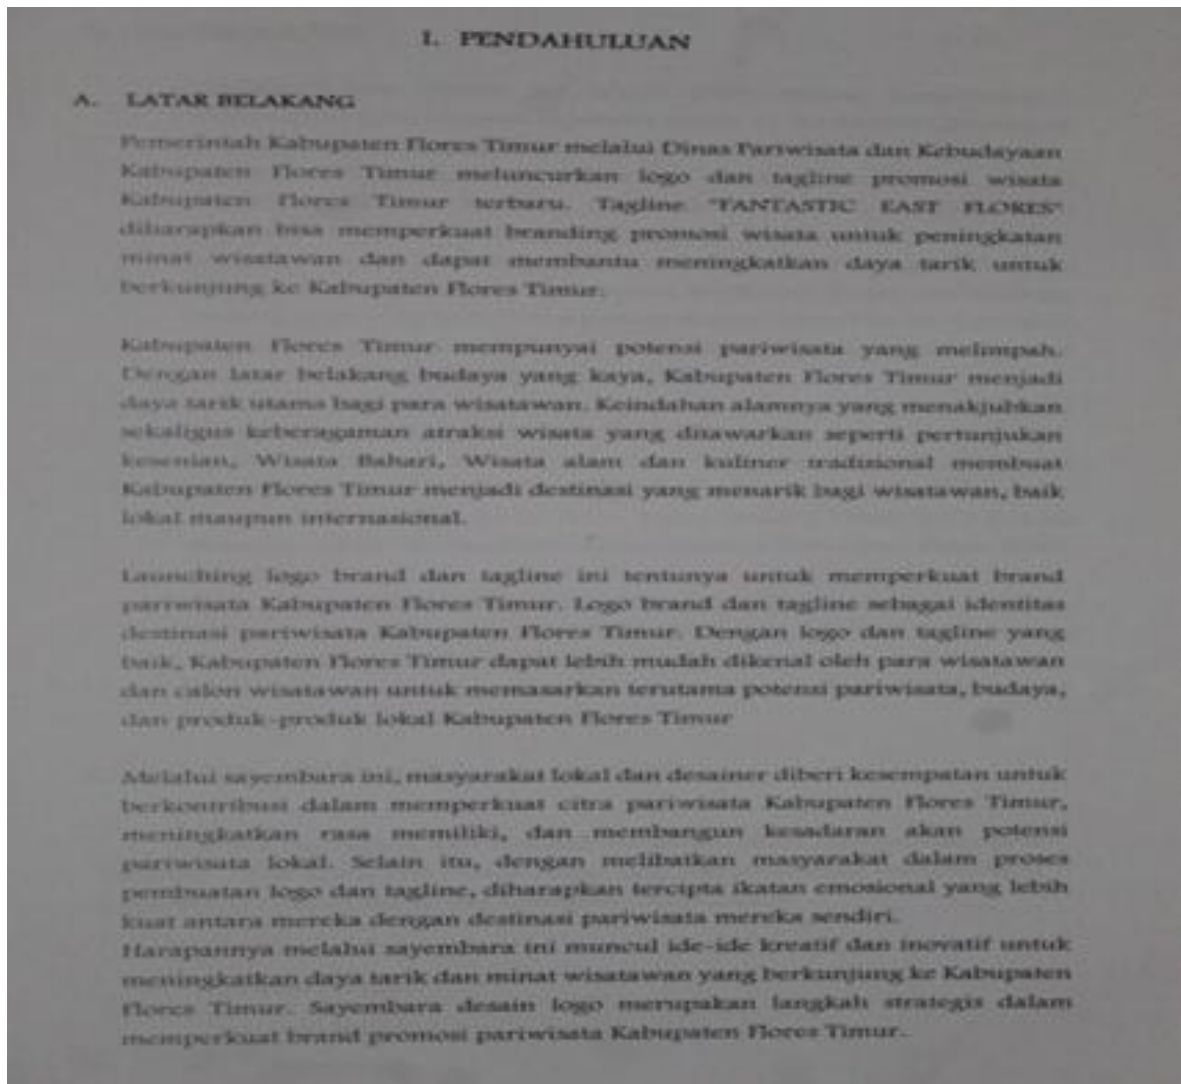 I. PENDAHULUAN
A. LATAR BELAKANG
Pemerintah Kabupaten Flores Timur melalui Dinas Pariwisata dan Kebudayaan
Kabupaten Flores Timur meluncurkan logo dan tagline promosi wisata
Kabupaten Flores Timur terbaru. Tagline "FANTASTIC EAST FLORES"
diharapkan bisa memperkuat branding promosi wisata untuk peningkatan
minat wisatawan dan dapat membantu meningkatkan daya tarik untuk
berkunjung ke Kabupaten Flores Timur.
Kabupaten Flores Timur mempunyai potensi pariwisata yang melimpah.
Dengan latar belakang budaya yang kaya, Kabupaten Flores Timur menjadi
daya tarik utama bagi para wisatawan. Keindahan alamnya yang menakjubkan
sekaligus keberagaman atraksi wisata yang ditawarkan seperti pertunjukan
kesenian, Wisata Bahari, Wisata alam dan kuliner tradisional membuat
Kabupaten Flores Timur menjadi destinasi yang menarik bagi wisatawan, baik
lokal maupun internasional.
Launching logo brand dan tagline ini tentunya untuk memperkuat brand
pariwisata Kabupaten Flores Timur. Logo brand dan tagline sebagai identitas
destinasi pariwisata Kabupaten Flores Timur. Dengan logo dan tagline yang
baik, Kabupaten Flores Timur dapat lebih mudah dikenal oleh para wisatawan
dan calon wisatawan untuk memasarkan terutama potensi pariwisata, budaya,
dan produk-produk lokal Kabupaten Flores Timur
Melalui sayembara ini, masyarakat lokal dan desainer diberi kesempatan untuk
berkontribusi dalam memperkuat citra pariwisata Kabupaten Flores Timur,
meningkatkan rasa memiliki, dan membangun kesadaran akan potensi
pariwisata lokal. Selain itu, dengan melibatkan masyarakat dalam proses
pembuatan logo dan tagline, diharapkan tercipta ikatan emosional yang lebih
kuat antara mereka dengan destinasi pariwisata mereka sendiri.
Harapannya melalui sayembara ini muncul ide-ide kreatif dan inovatif untuk
meningkatkan daya tarik dan minat wisatawan yang berkunjung ke Kabupaten
Flores Timur. Sayembara desain logo merupakan langkah strategis dalam
memperkuat brand promosi pariwisata Kabupaten Flores Timur.